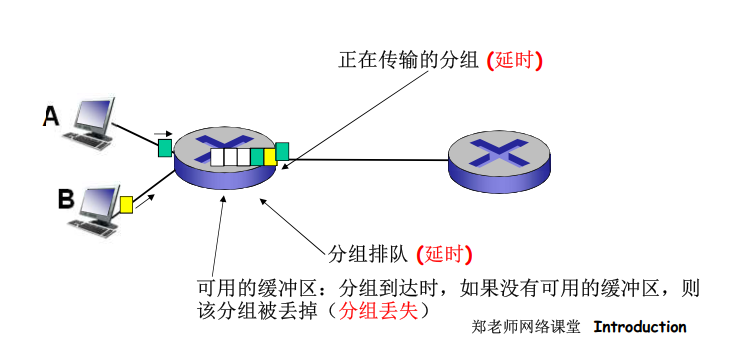 正在传输的分组 (延时)
A
B
分组排队 (延时)
可用的缓冲区：分组到达时，如果没有可用的缓冲区，则
该分组被丢掉（分组丢失）
郑老师网络课堂 Introduction